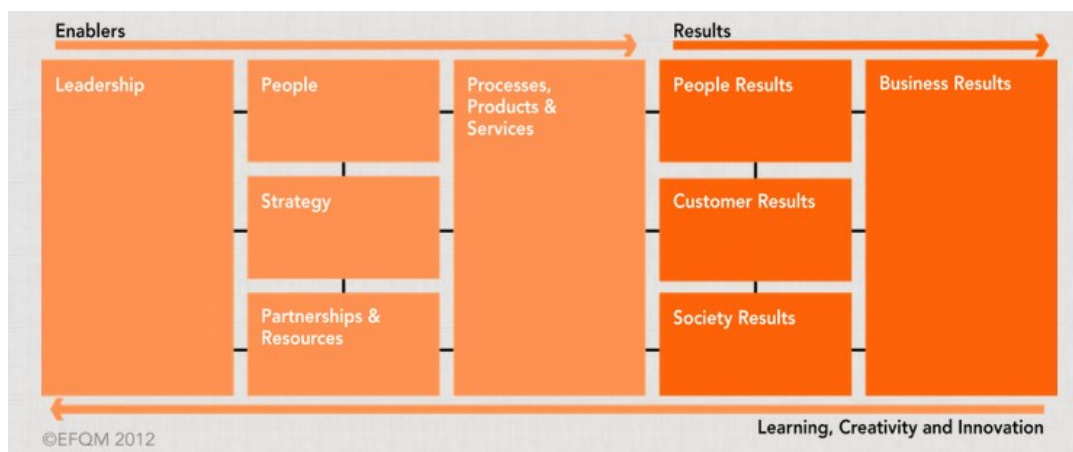 Enablers
Results
Leadership
People
Processes,
Products &
Services
People Results
Business Results
Strategy
Customer Results
Partnerships &
Resources
Society Results
Learning, Creativity and Innovation
©EFQM 2012